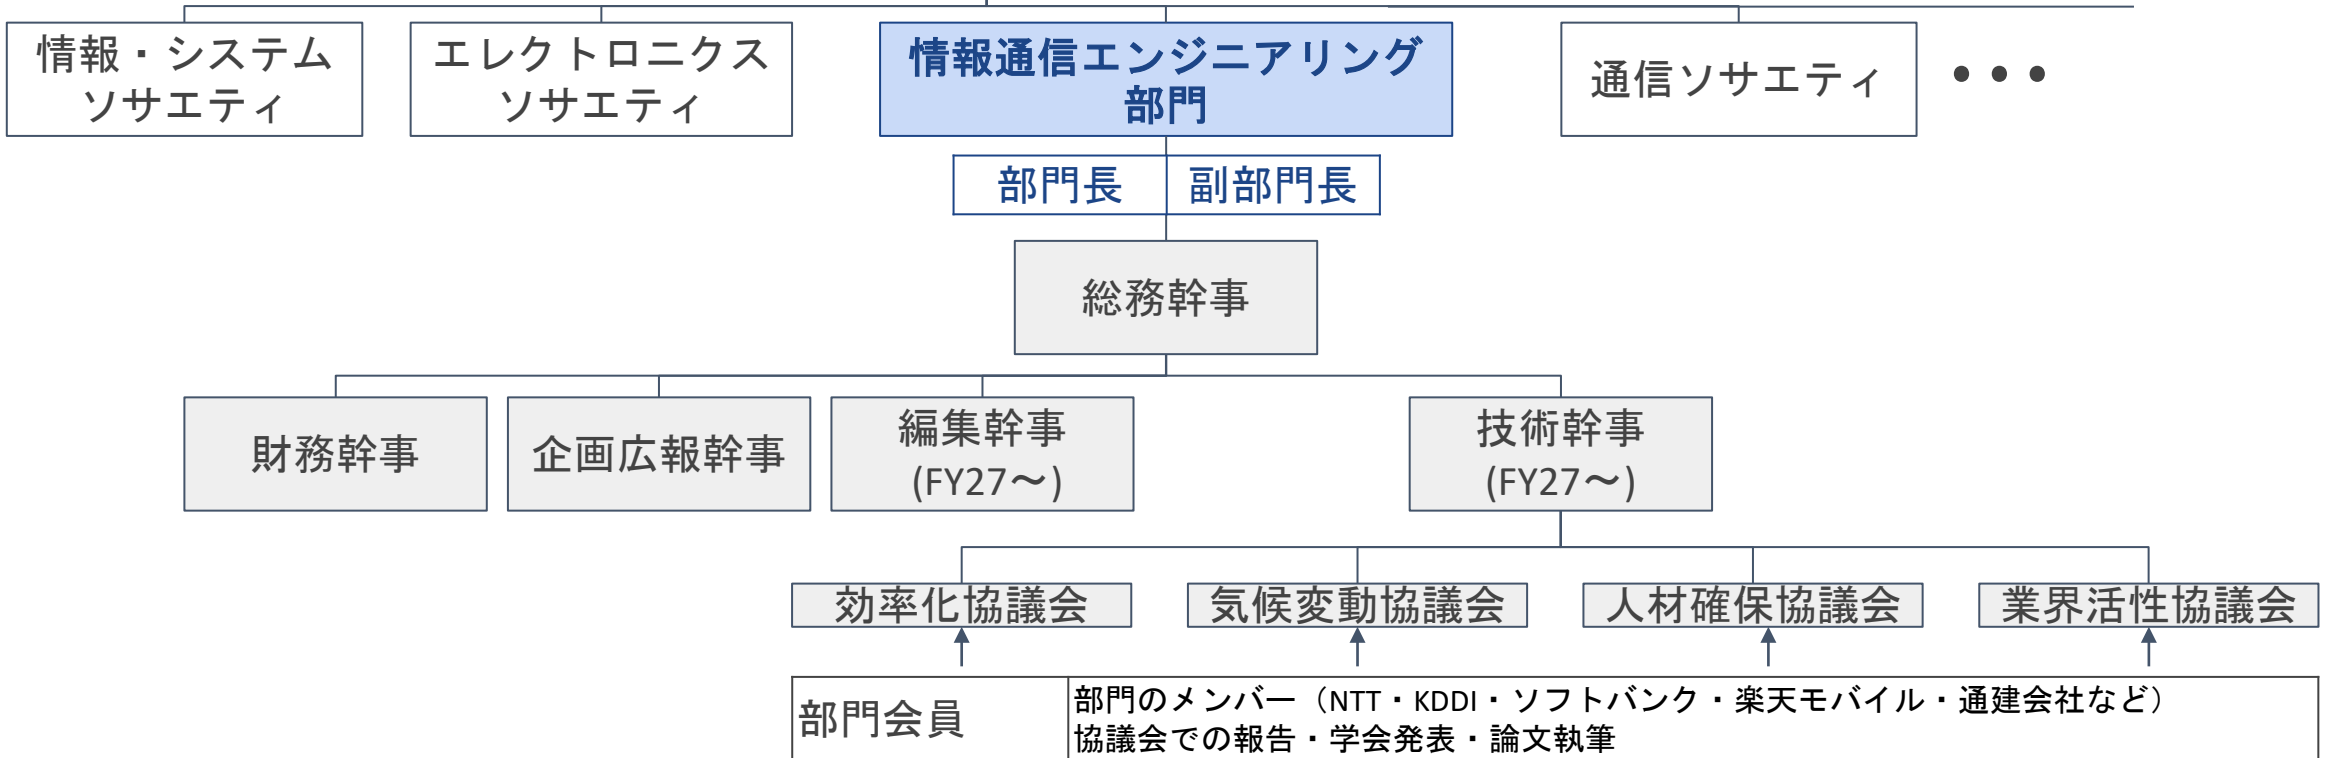 情報・システム
ソサエティ
エレクトロニクス
ソサエティ
情報通信エンジニアリング
部門
通信ソサエティ
•••
部門長
副部門長
総務幹事
財務幹事
企画広報幹事
編集幹事
(FY27～)
技術幹事
(FY27～)
効率化協議会
気候変動協議会
人材確保協議会
業界活性協議会
部門会員
部門のメンバー（NTT・KDDI・ソフトバンク・楽天モバイル・通建会社など）
協議会での報告・学会発表・論文執筆